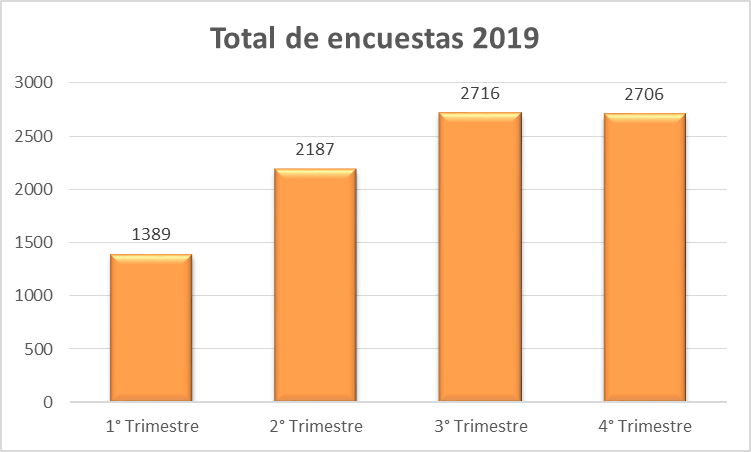 Total de encuestas 2019
3000
2500
2000
1500
1000
500
0
1389
2187
2716
2706
1° Trimestre
2° Trimestre
3° Trimestre
4° Trimestre